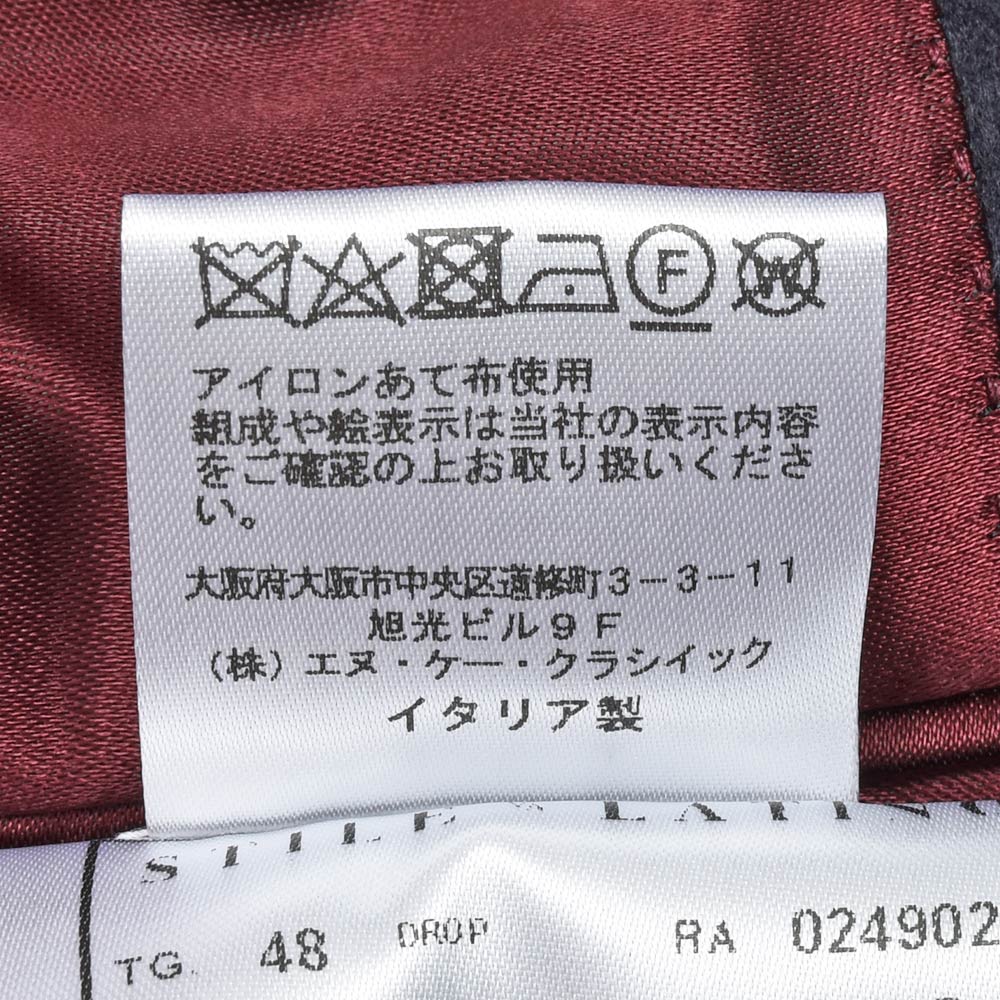 F W
アイロンあて布使用
組成や絵表示は当社の表示内容
をご確認の上お取り扱いくださ
い。
大阪府大阪市中央区道修町3-3-11
旭光ビル9F
(株)エヌ・ケー・クラシイック
イタリア製
STILE LATINO
TG. 48 DROP RA 024902